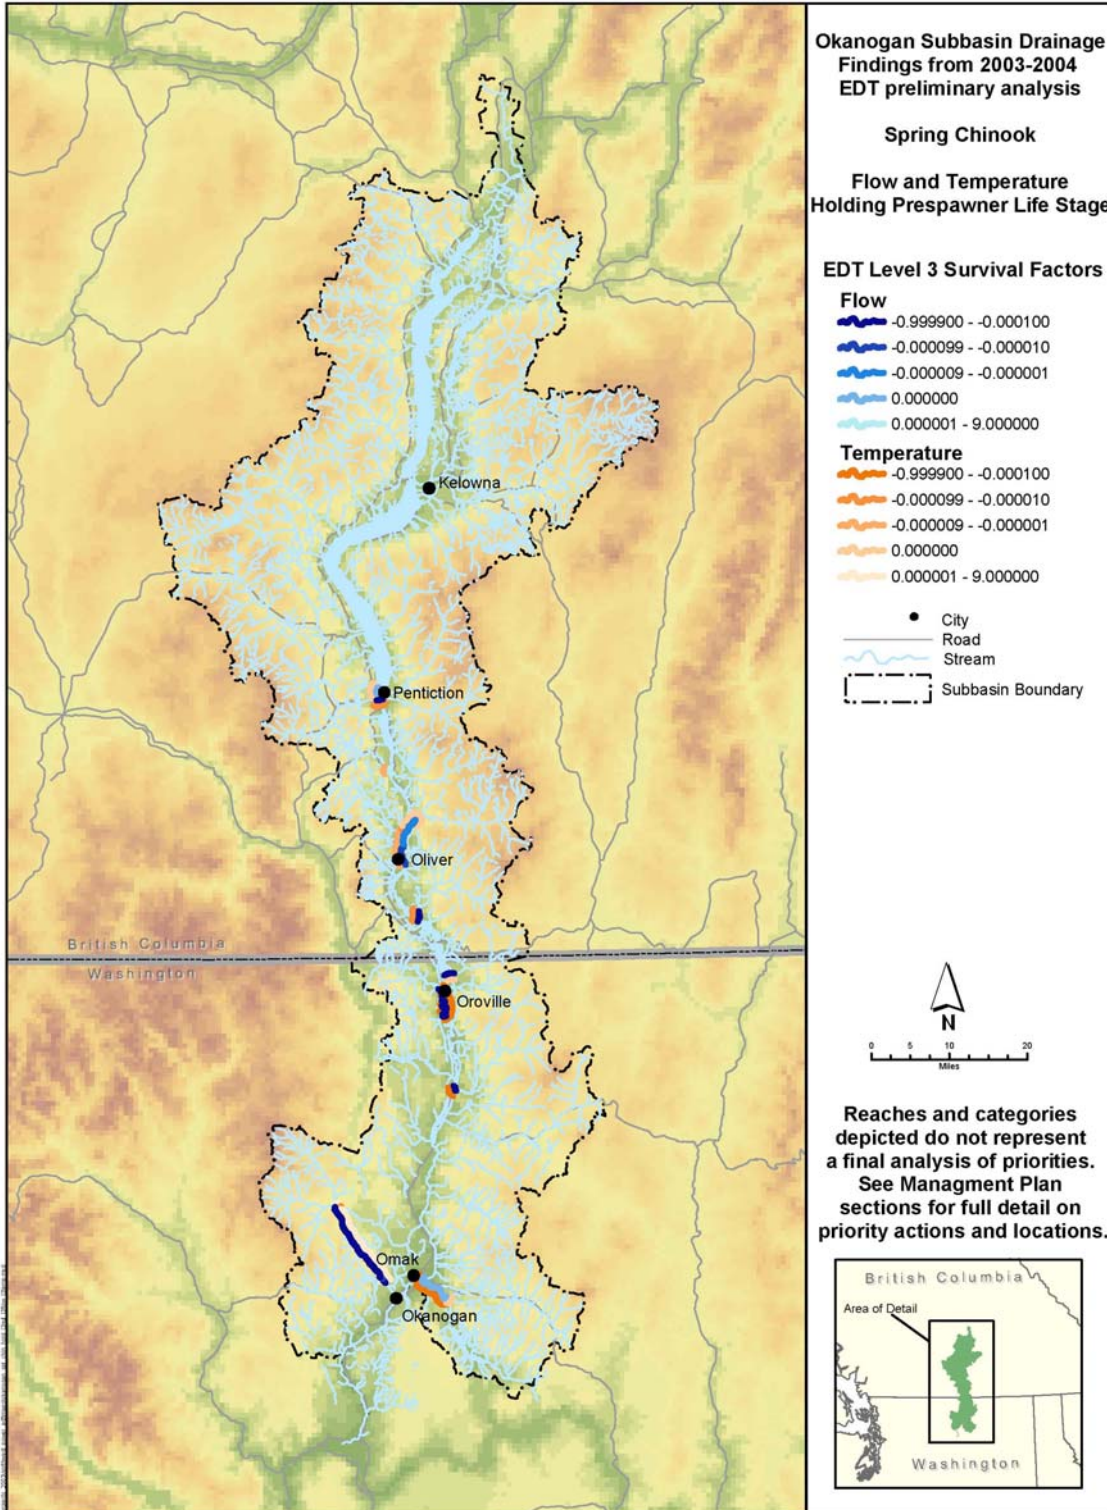 Okanogan Subbasin Drainage
Findings from 2003-2004
EDT preliminary analysis
Spring Chinook
Flow and Temperature
Holding Prespawner Life Stage
EDT Level 3 Survival Factors
Flow
-0.999900 - -0.000100
-0.000099 - -0.000010
-0.000009 - -0.000001
0.000000
0.000001 - 9.000000
Temperature
-0.999900 - -0.000100
-0.000099 - -0.000010
-0.000009 - -0.000001
0.000000
0.000001 - 9.000000
City
Road
Stream
Subbasin Boundary
Kelowna
Pentiction
Oliver
British Columbia
Washington
Oroville
Omak
Okanogan
N
0 5 10 20
Miles
Reaches and categories
depicted do not represent
a final analysis of priorities.
See Managment Plan
sections for full detail on
priority actions and locations.
British Columbia
Area of Detail
Washington